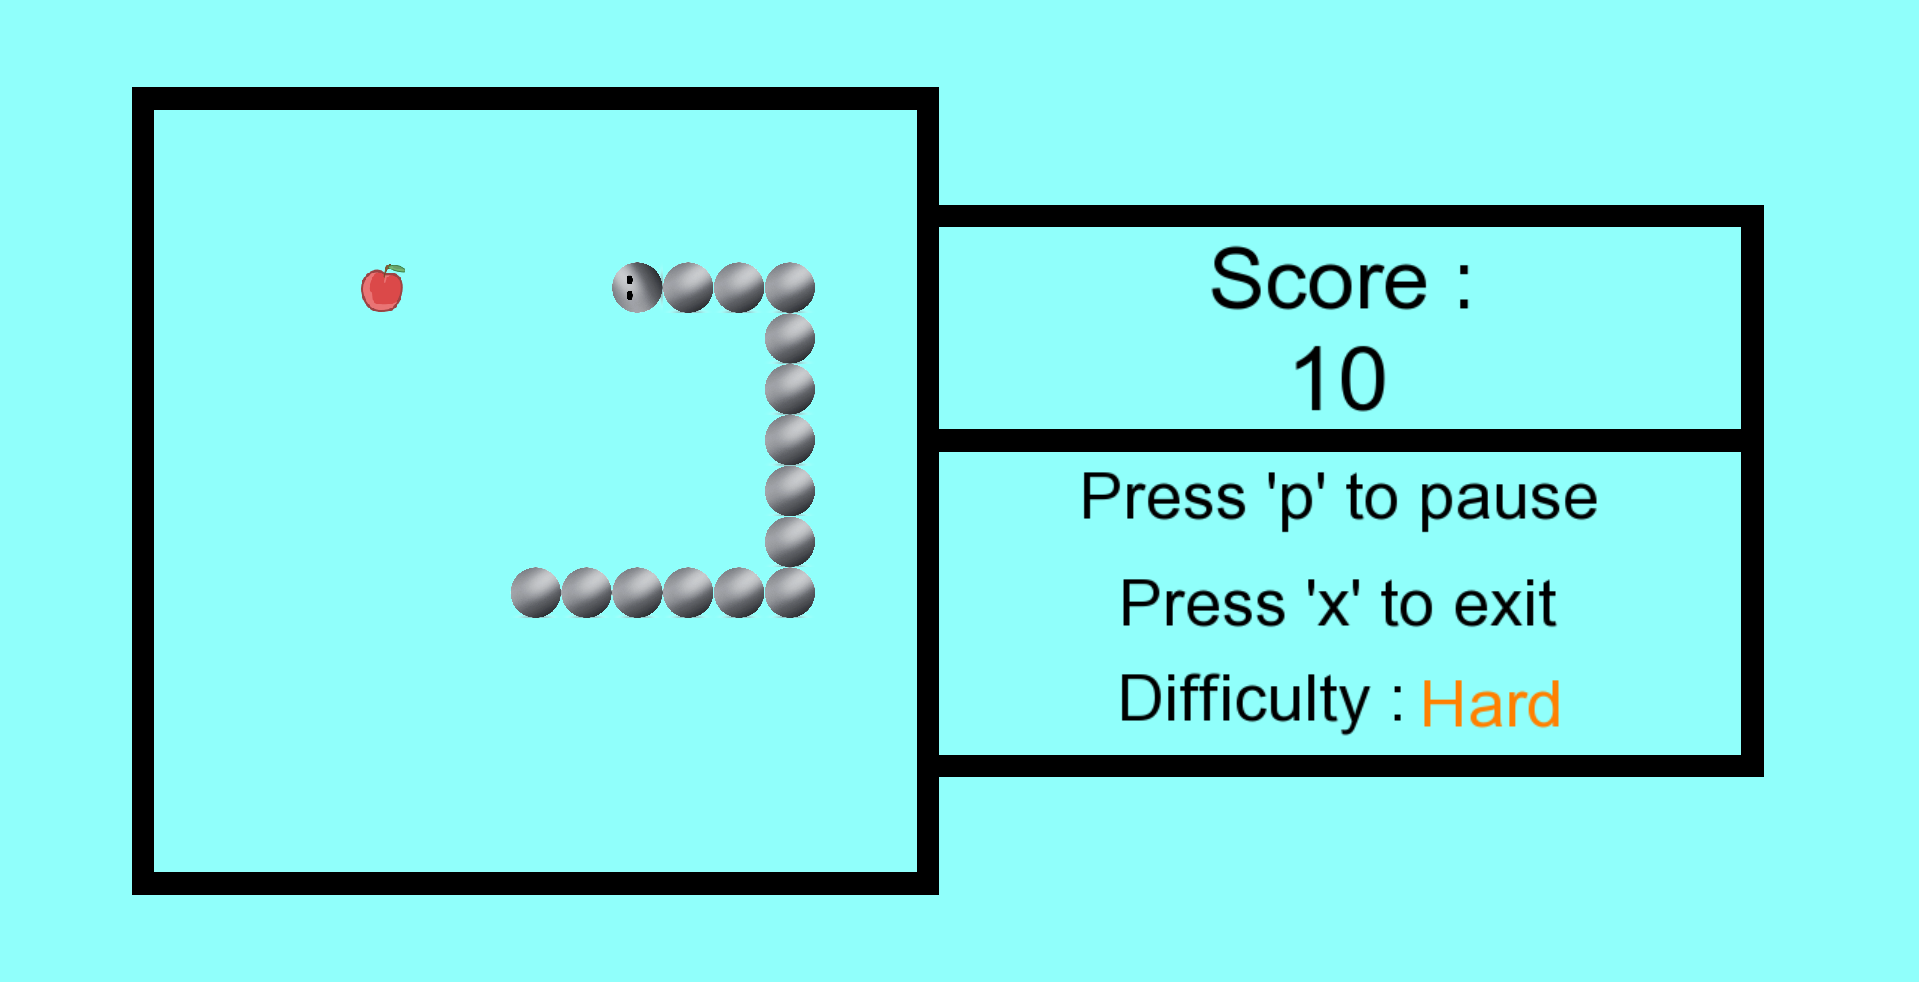 Score :
10
Press 'p' to pause
Press 'x' to exit
Difficulty : Hard